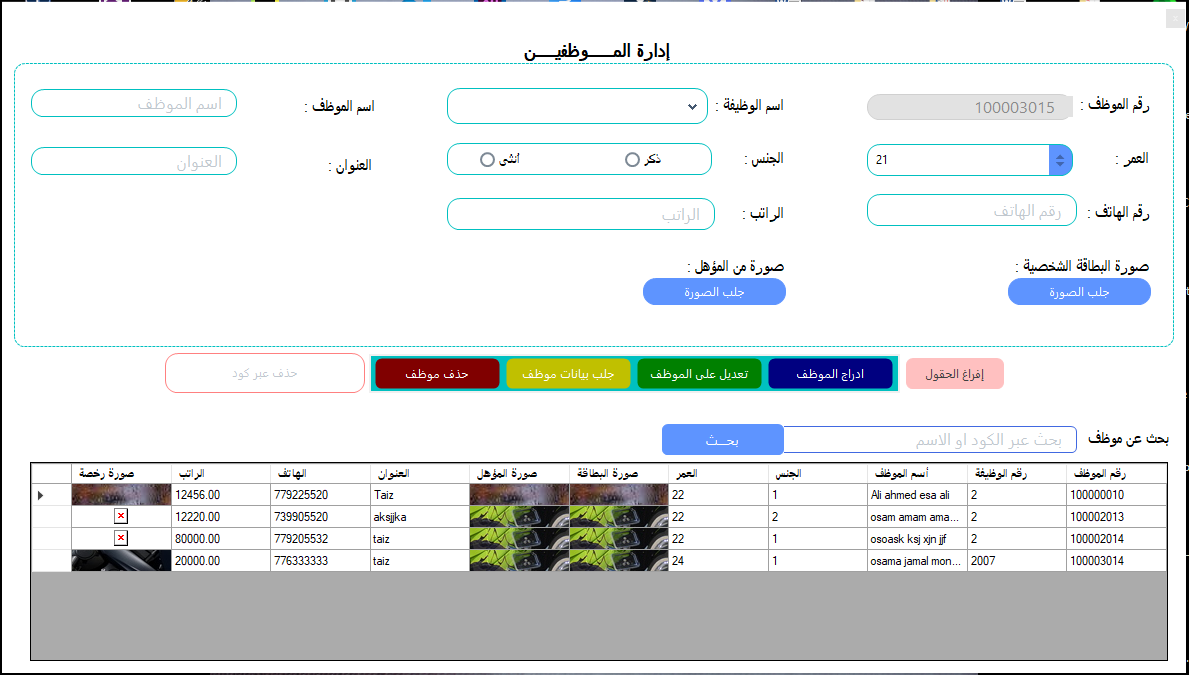 إدارة المـــــوظفيـــــن
رقم الموظف : 100003015 اسم الوظيفة : اسم الموظف : اسم الموظف
العمر : 21 الجنس : ذكر أنثى العنوان : العنوان
رقم الهاتف : رقم الهاتف الراتب : الراتب
صورة البطاقة الشخصية : صورة من المؤهل :
جلب الصورة جلب الصورة
إفراغ الحقول ادراج الموظف تعديل على الموظف جلب بيانات موظف حذف موظف حذف عبر كود
بحث عن موظف بحث عبر الكود او الاسم بحـــث
رقم الموظف رقم الوظيفة أسم الموظف الجنس العمر صورة البطاقة صورة المؤهل العنوان الهاتف الراتب صورة رخصة
100000010 2 Ali ahmed esa ali 1 22 Taiz 779225520 12456.00
100002013 2 osam amam ama... 2 22 aksjjka 739905520 12220.00
100002014 2 osoask ksj xjn jjf 1 22 taiz 779205532 80000.00
100003014 2007 osama jamal mon... 1 24 taiz 776333333 20000.00